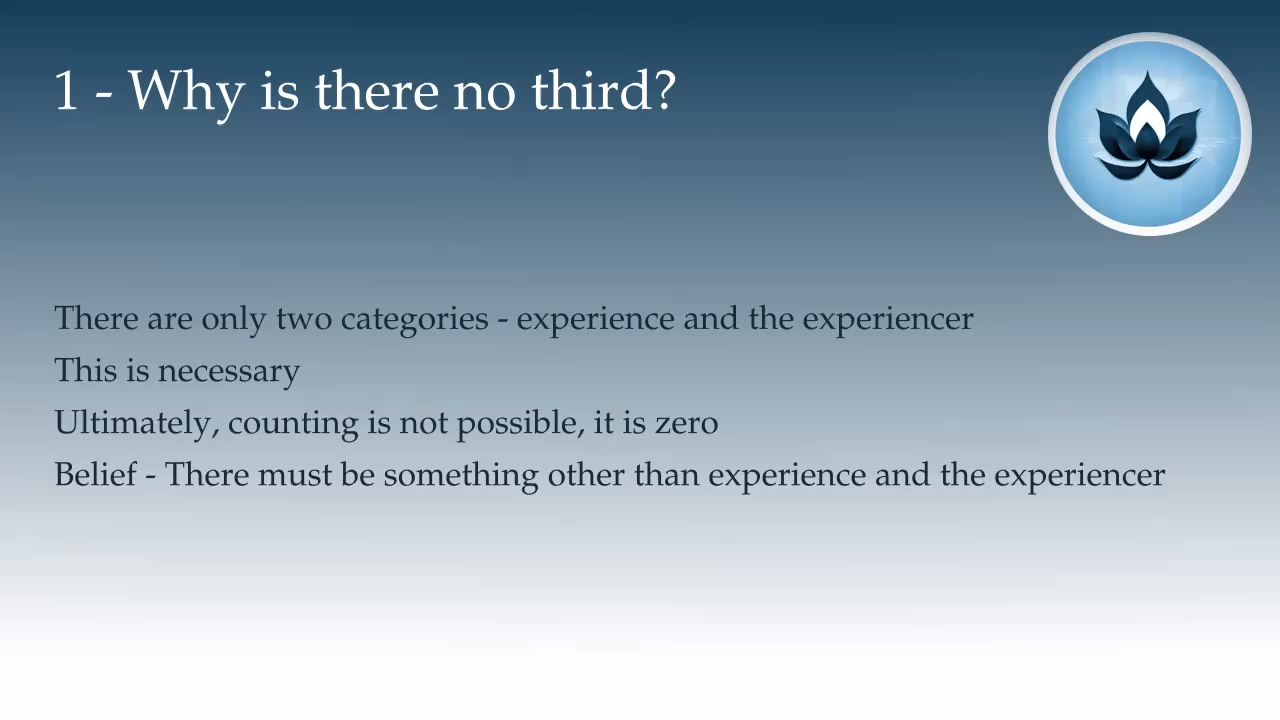 1 - Why is there no third?
There are only two categories - experience and the experiencer
This is necessary
Ultimately, counting is not possible, it is zero
Belief - There must be something other than experience and the experiencer